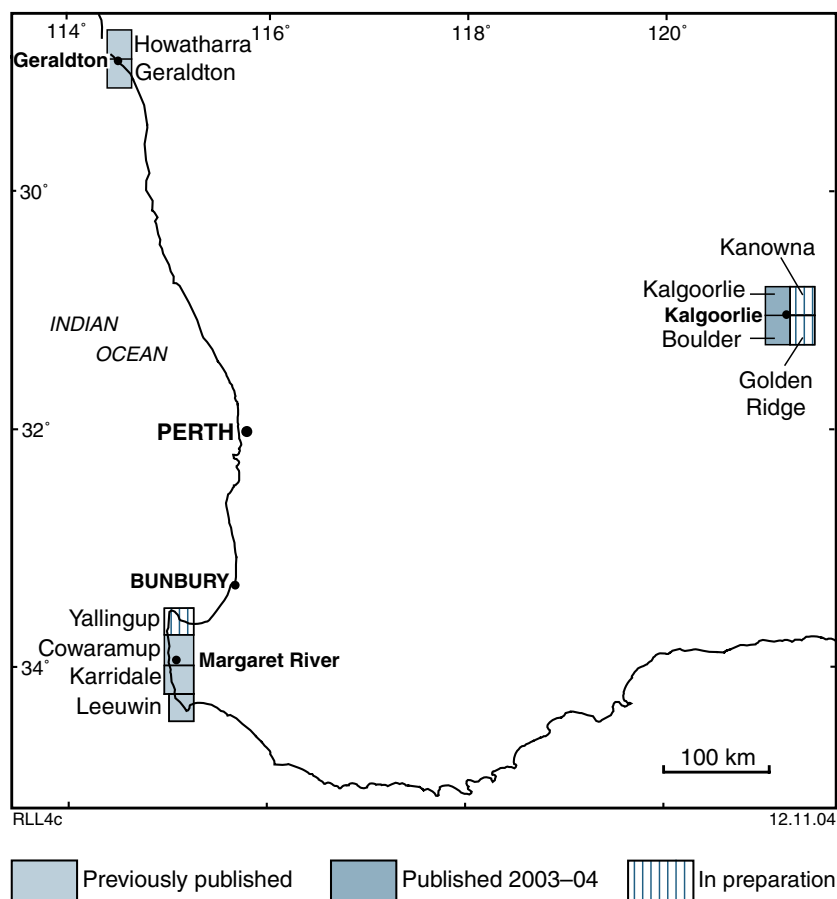 114°
116°
118°
120°
Howatharra
Geraldton
Geraldton
30°
Kanowna
Kalgoorlie
Kalgoorlie
Boulder
Golden
Ridge
INDIAN
OCEAN
32°
PERTH
BUNBURY
Yallingup
Cowaramup
Margaret River
34°
Karridale
Leeuwin
100 km
RLL4c
12.11.04
Previously published
Published 2003–04
In preparation